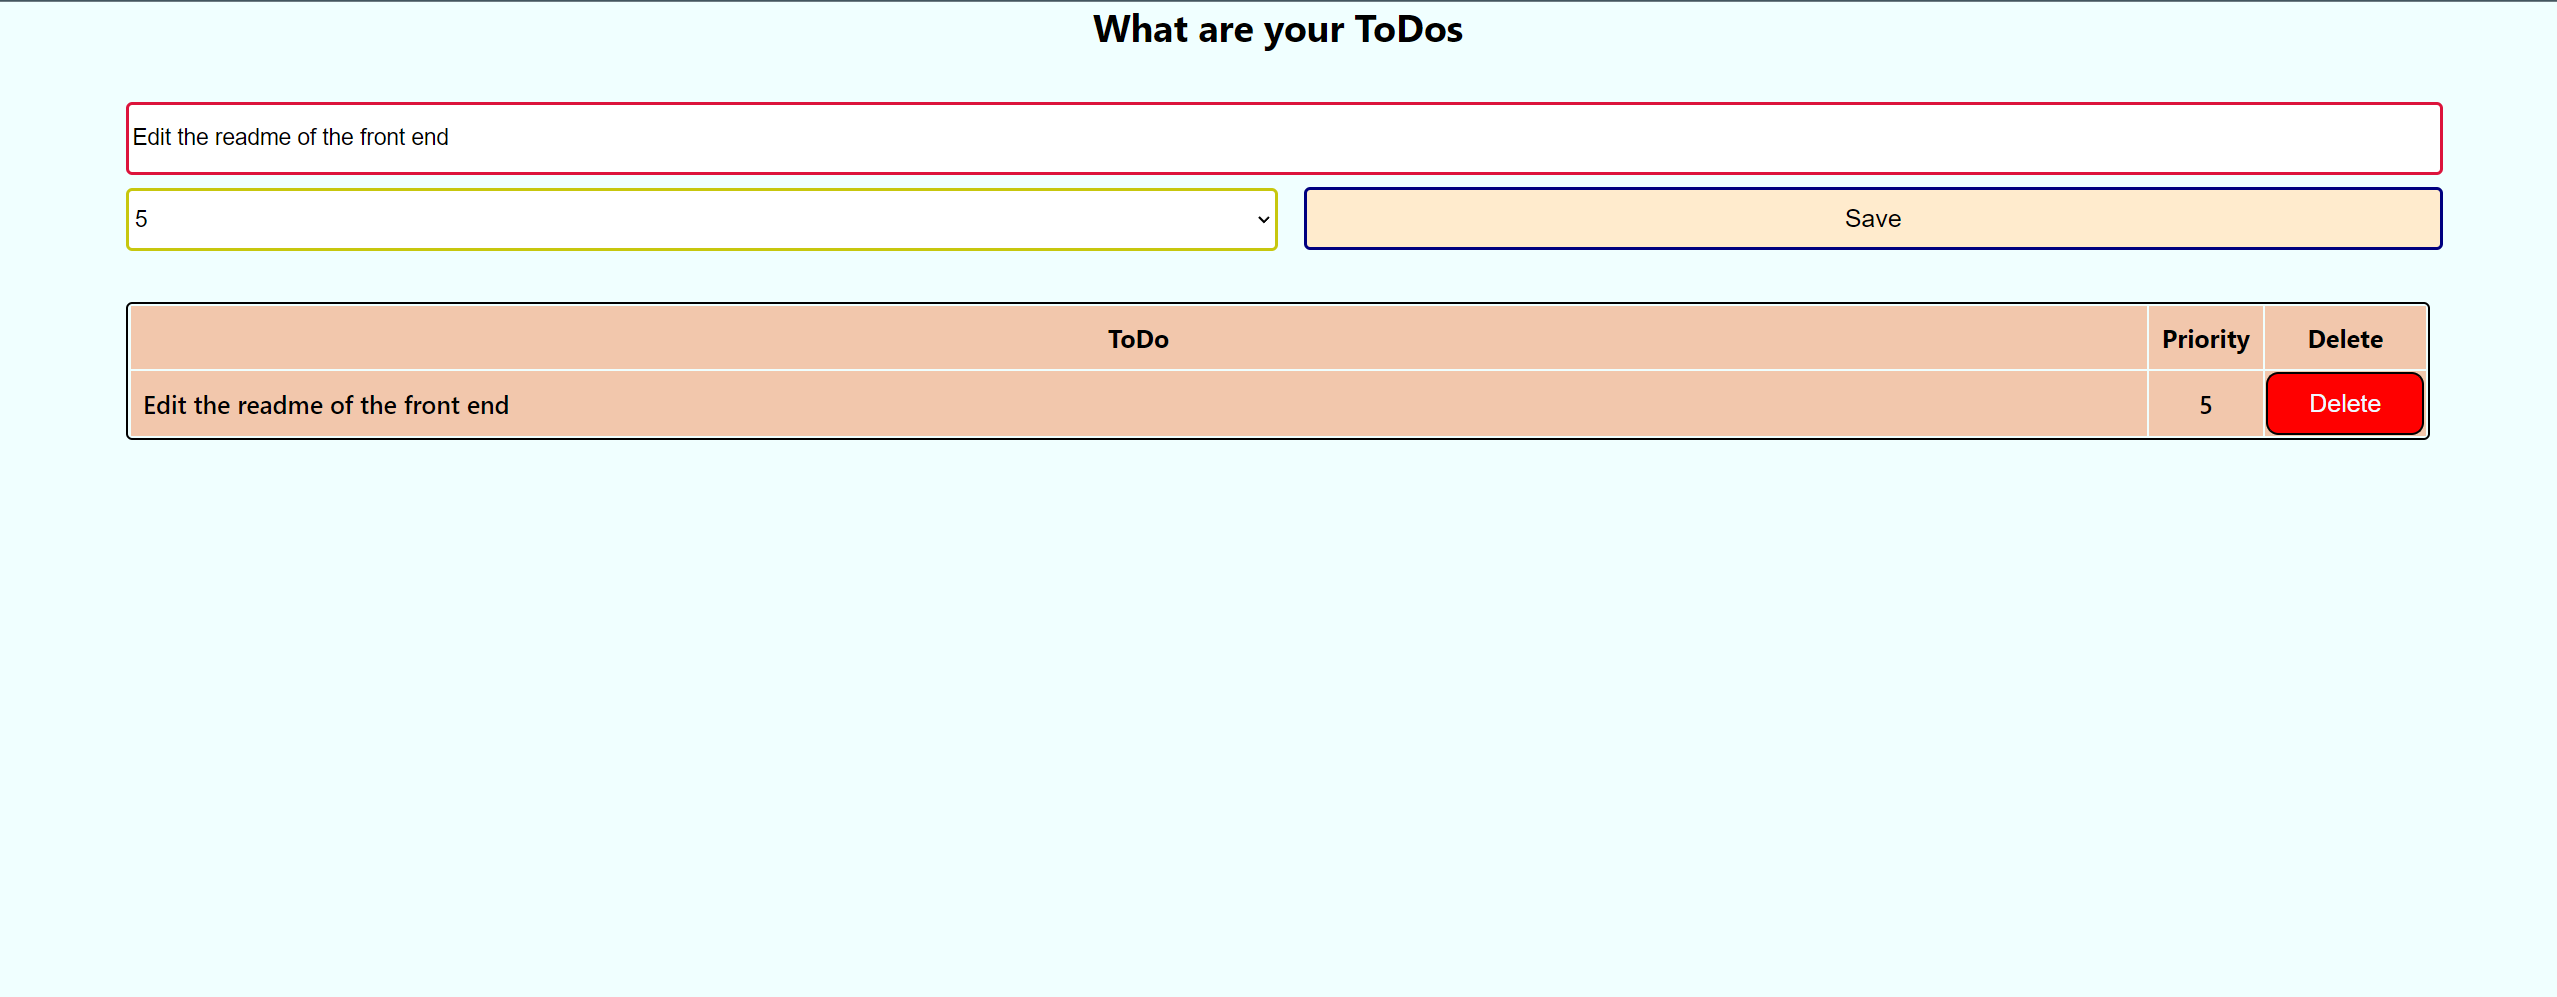 What are your ToDos
Edit the readme of the front end
5 Save
ToDo Priority Delete
Edit the readme of the front end 5 Delete